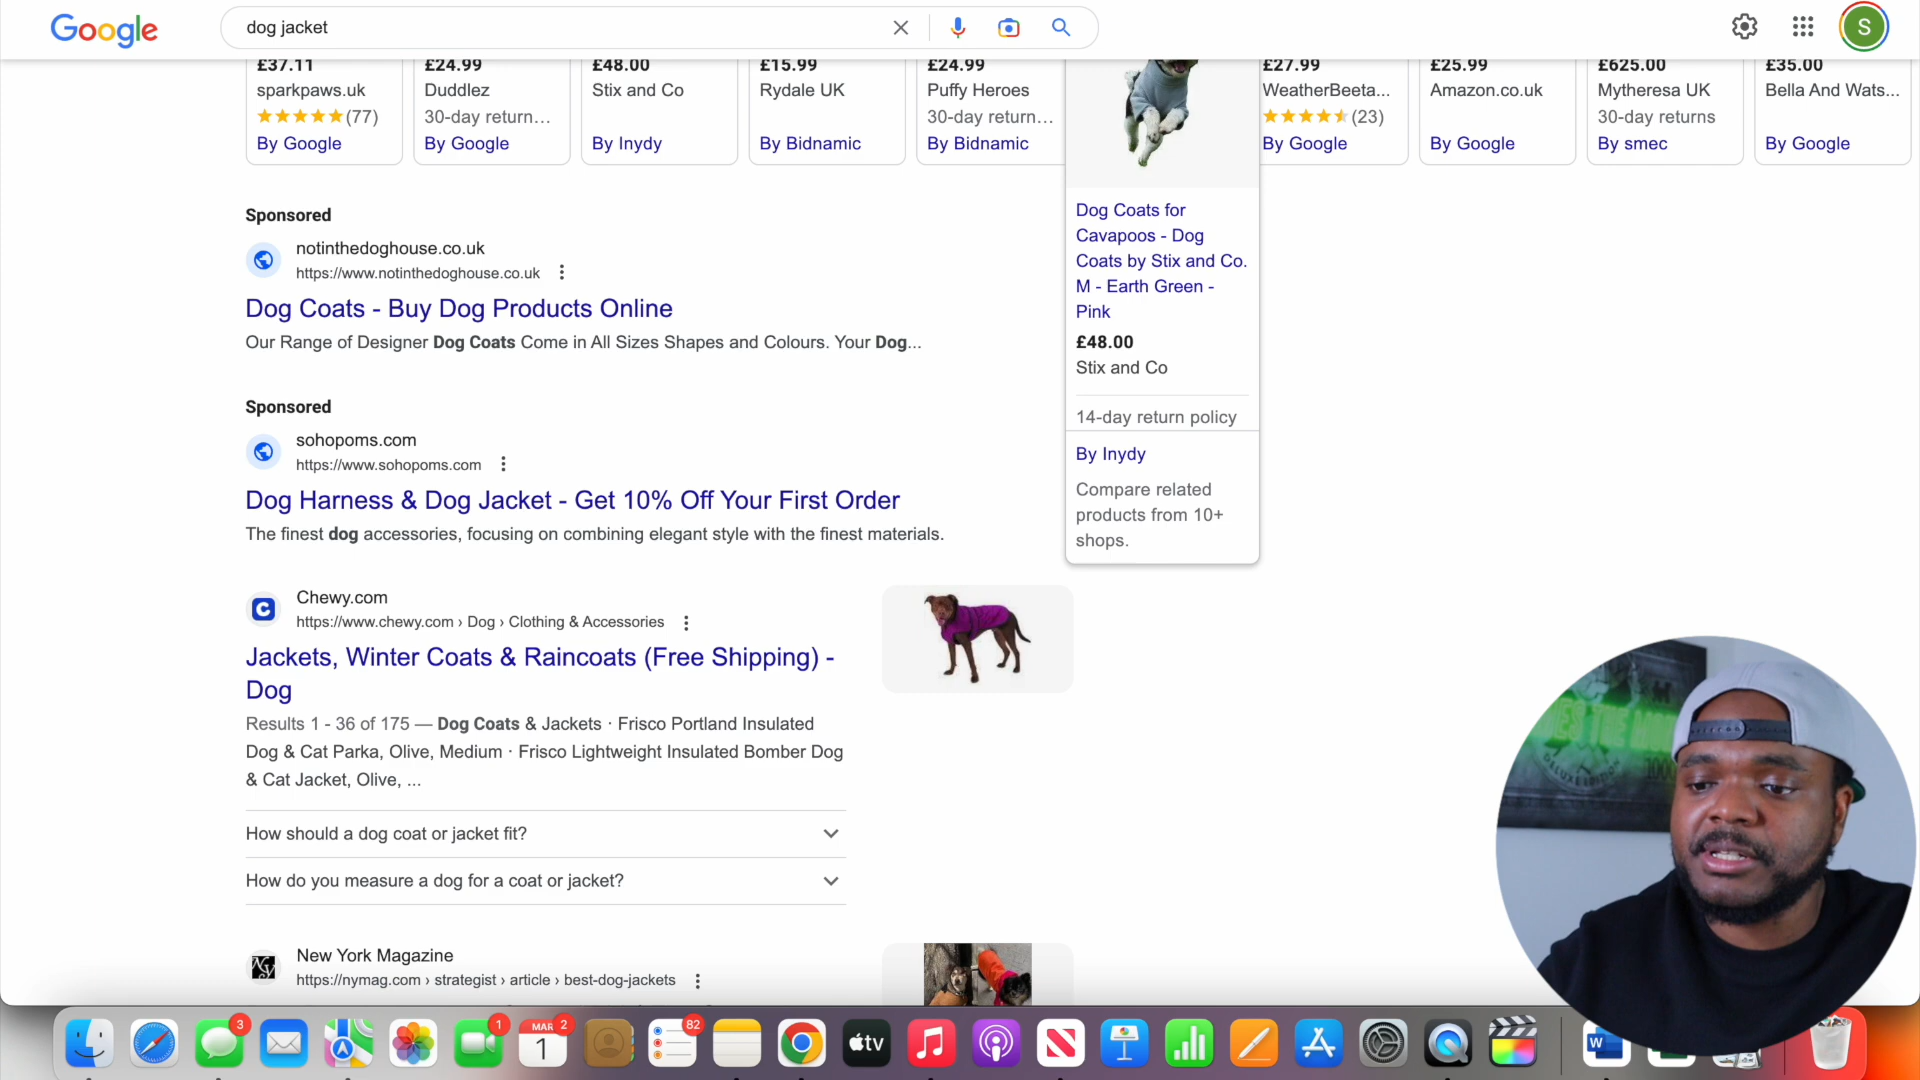 Google
dog jacket
S
£37.11
sparkpaws.uk
(77)
By Google
£24.99
Duddlez
30-day return...
By Google
£48.00
Stix and Co
By Inydy
£15.99
Rydale UK
By Bidnamic
£24.99
Puffy Heroes
30-day return...
By Bidnamic
£27.99
WeatherBeeta...
(23)
By Google
£25.99
Amazon.co.uk
By Google
£625.00
Mytheresa UK
30-day returns
By smec
£35.00
Bella And Wats...
By Google
Dog Coats for
Cavapoos - Dog
Coats by Stix and Co.
M - Earth Green -
Pink
£48.00
Stix and Co
14-day return policy
By Inydy
Compare related
products from 10+
shops.
Sponsored
notinthedoghouse.co.uk
https://www.notinthedoghouse.co.uk
Dog Coats - Buy Dog Products Online
Our Range of Designer Dog Coats Come in All Sizes Shapes and Colours. Your Dog...
Sponsored
sohopoms.com
https://www.sohopoms.com
Dog Harness & Dog Jacket - Get 10% Off Your First Order
The finest dog accessories, focusing on combining elegant style with the finest materials.
C
Chewy.com
https://www.chewy.com › Dog › Clothing & Accessories
Jackets, Winter Coats & Raincoats (Free Shipping) -
Dog
Results 1 - 36 of 175 — Dog Coats & Jackets · Frisco Portland Insulated
Dog & Cat Parka, Olive, Medium · Frisco Lightweight Insulated Bomber Dog
& Cat Jacket, Olive, ...
How should a dog coat or jacket fit?
How do you measure a dog for a coat or jacket?
NY
New York Magazine
https://nymag.com › strategist › article › best-dog-jackets
DELUXE EDITION
3
1
MAR
2
1
82
tv
W